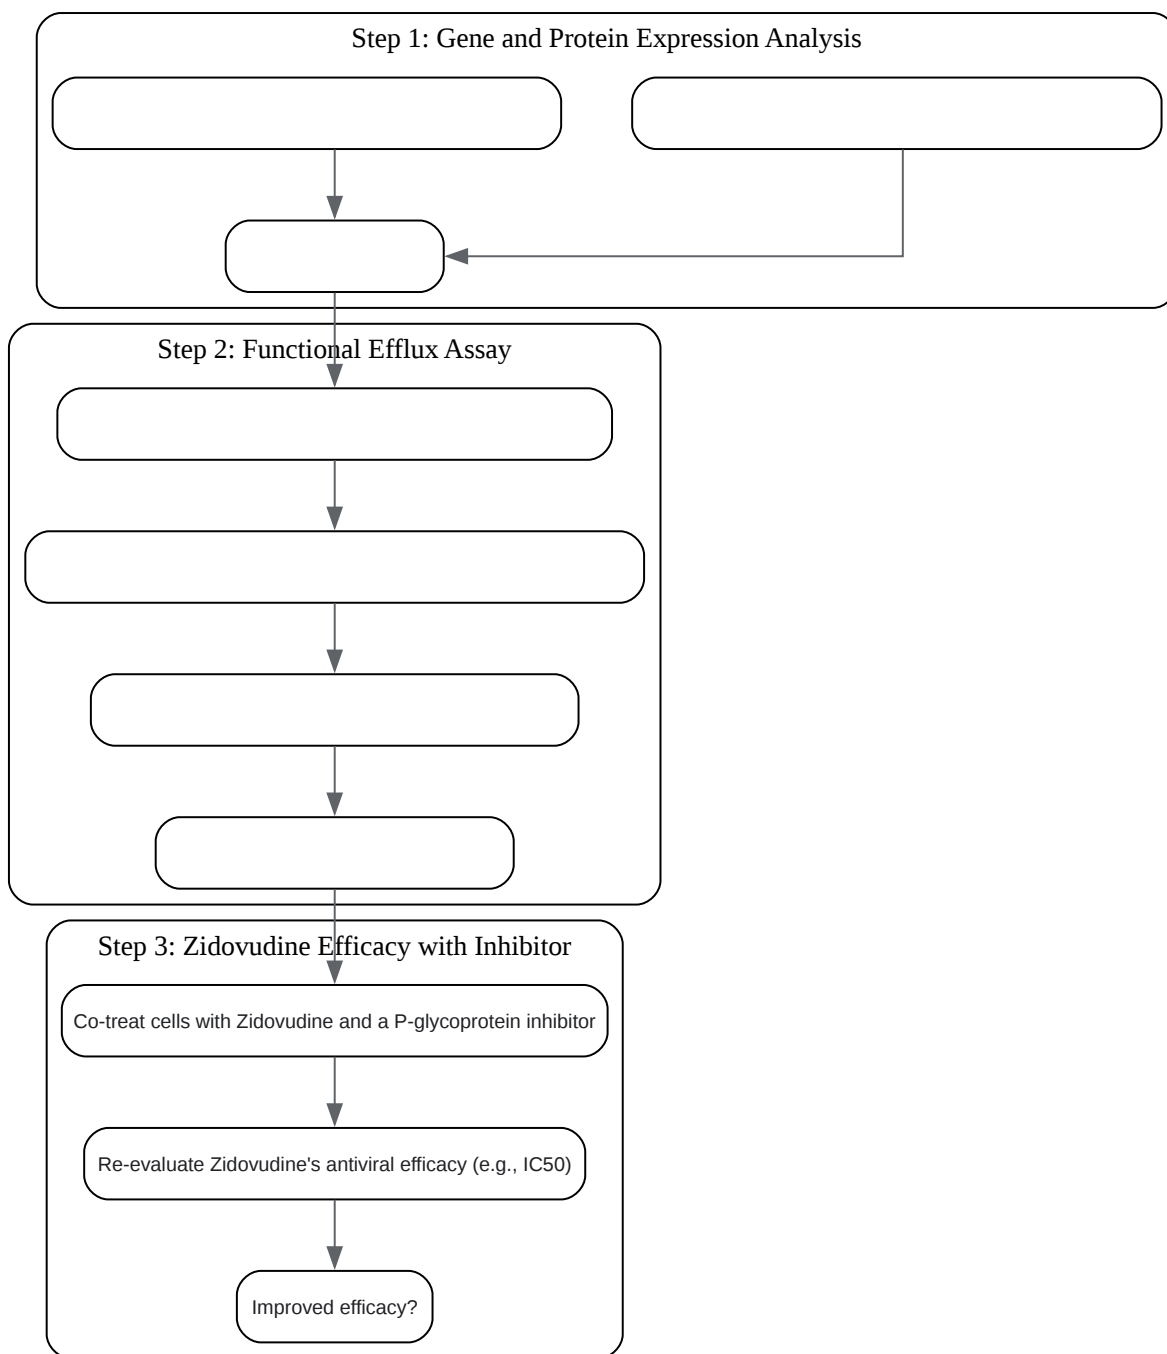 Step 1: Gene and Protein Expression Analysis
Step 2: Functional Efflux Assay
Step 3: Zidovudine Efficacy with Inhibitor
Co-treat cells with Zidovudine and a P-glycoprotein inhibitor
Re-evaluate Zidovudine's antiviral efficacy (e.g., IC50)
Improved efficacy?